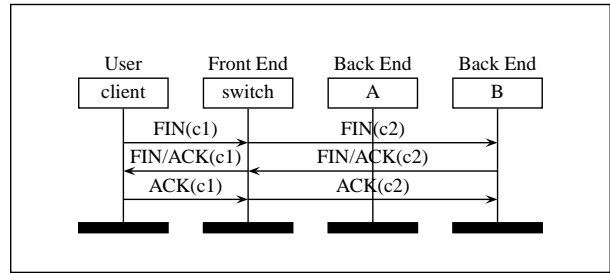 User Front End Back End Back End
client switch A B
FIN(c1) FIN(c2)
FIN/ACK(c1) FIN/ACK(c2)
ACK(c1) ACK(c2)